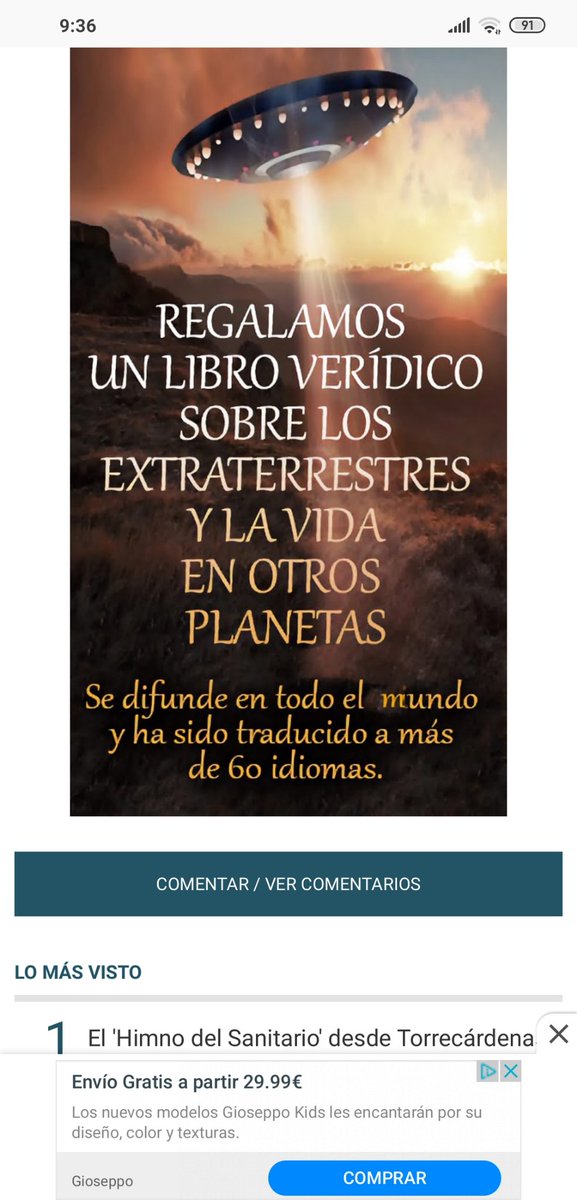 9:36
91
REGALAMOS
UN LIBRO VERÍDICO
SOBRE LOS
EXTRATERRESTRES
Y LA VIDA
EN OTROS
PLANETAS
Se difunde en todo el mundo
y ha sido traducido a más
de 60 idiomas.
COMENTAR / VER COMENTARIOS
LO MÁS VISTO
1 El 'Himno del Sanitario' desde Torrecárdena
Envío Gratis a partir 29.99€
Los nuevos modelos Gioseppo Kids les encantarán por su
diseño, color y texturas.
Gioseppo
COMPRAR